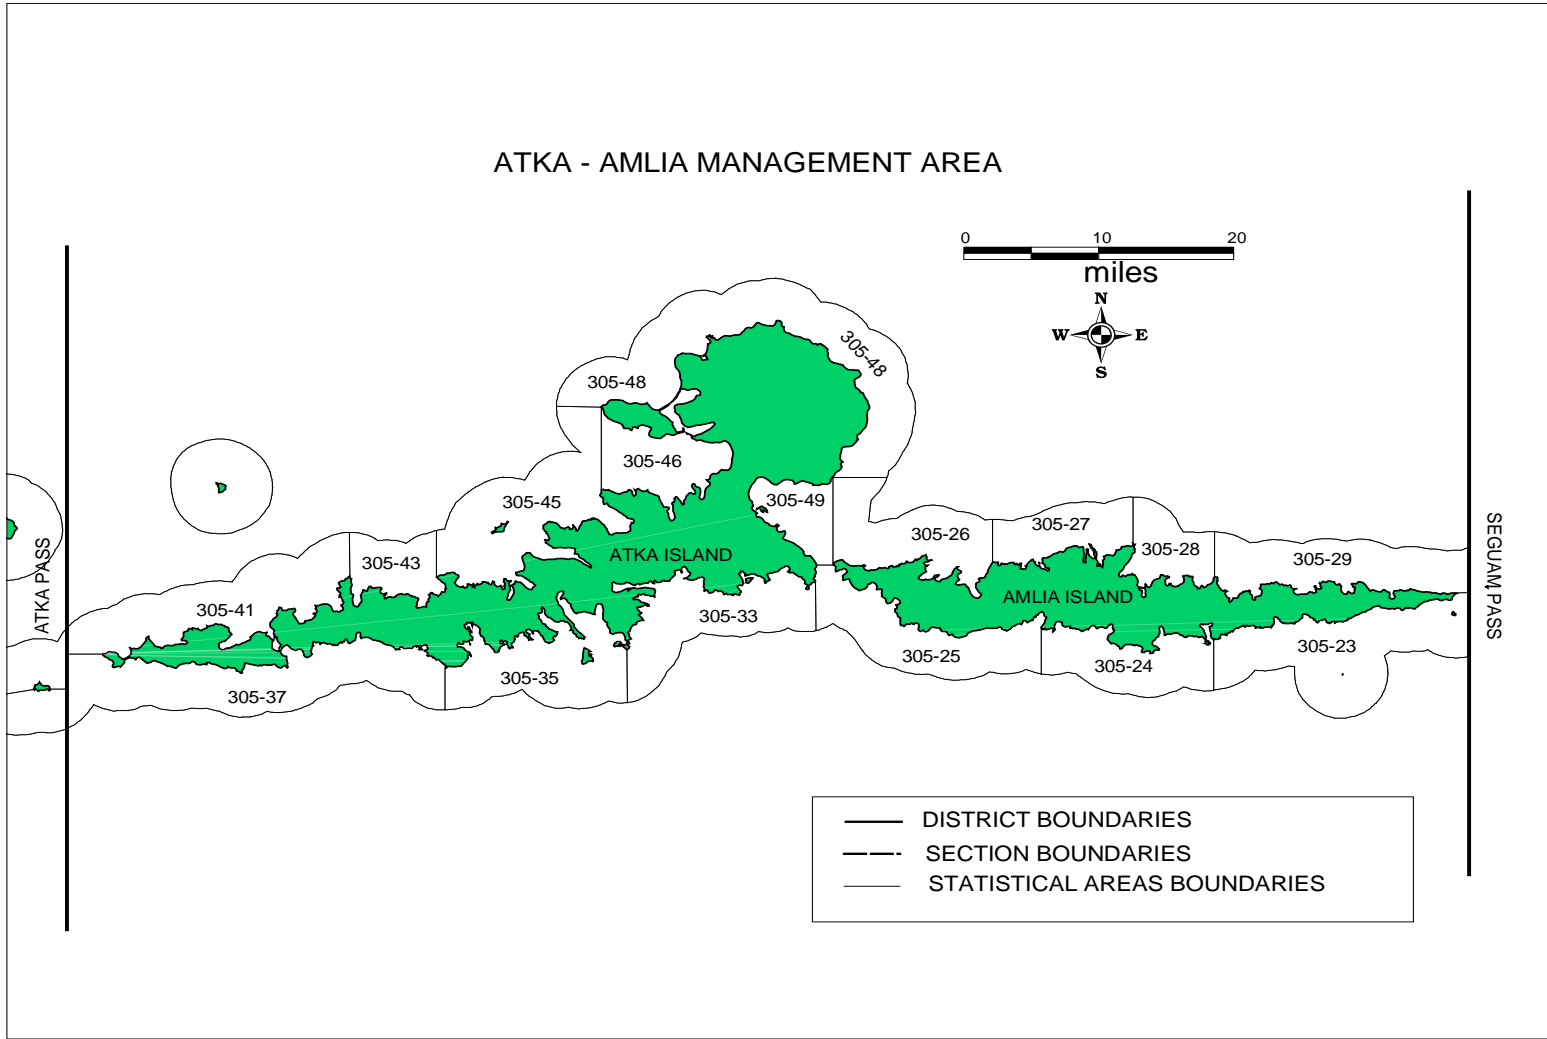 ATKA - AMLIA MANAGEMENT AREA
0 10 20
miles
N
W E
S
305-48
305-48
305-46
305-45
305-49
305-43
305-41
305-26
305-27
305-28
305-29
ATKA ISLAND
AMLIA ISLAND
305-33
305-35
305-37
305-25
305-24
305-23
ATKA PASS
SEGUAM PASS
DISTRICT BOUNDARIES
SECTION BOUNDARIES
STATISTICAL AREAS BOUNDARIES